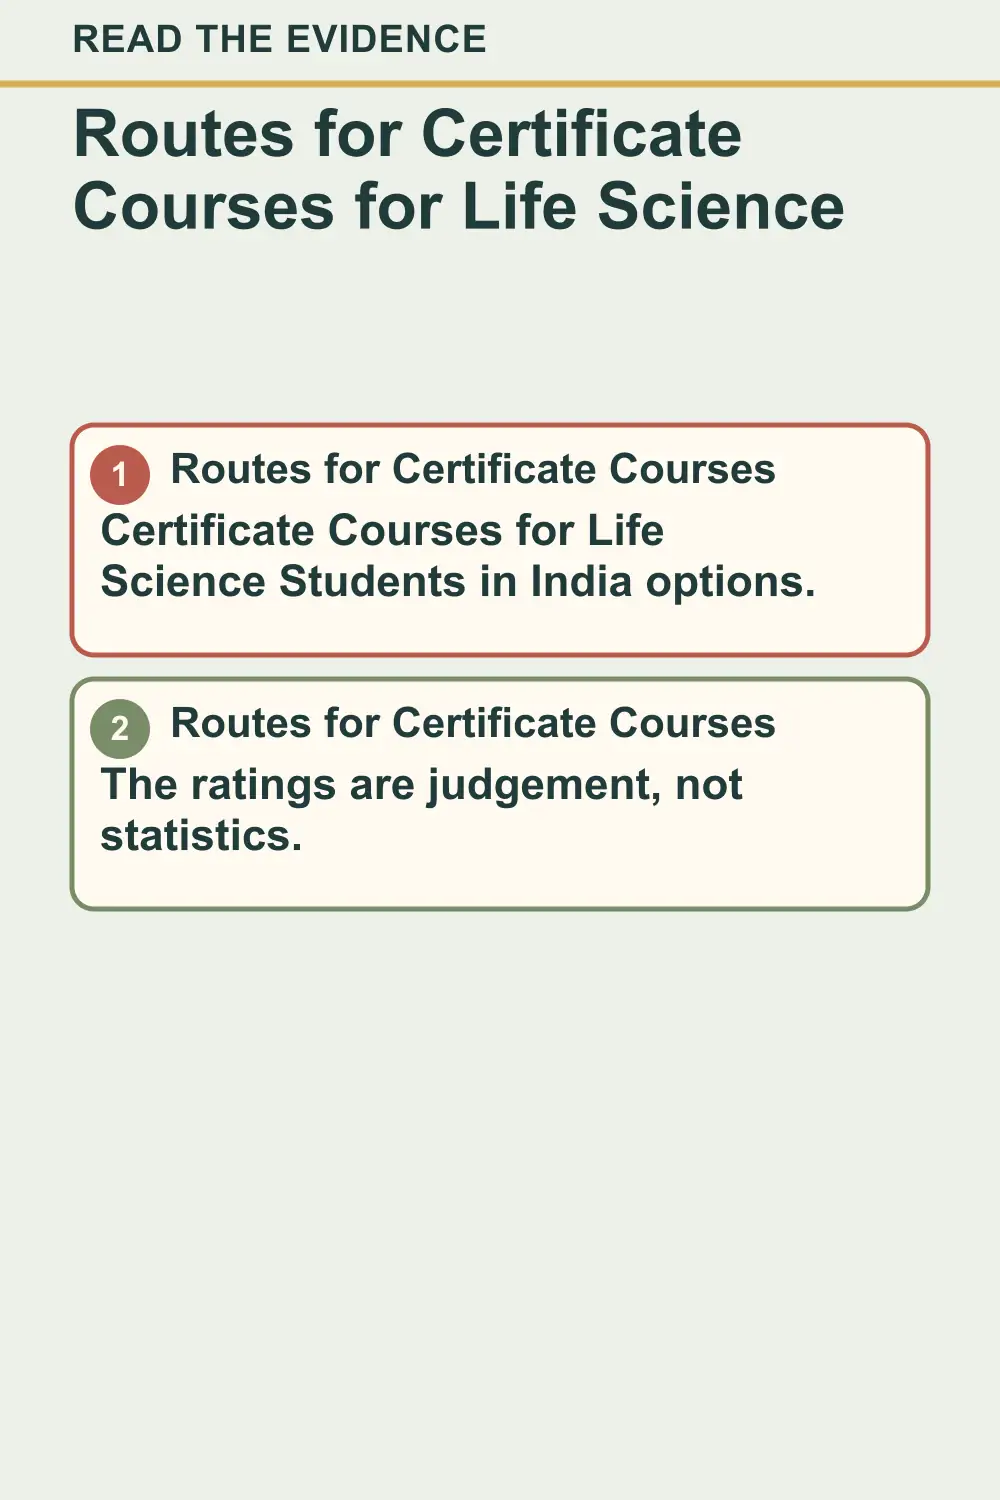 READ THE EVIDENCE
Routes for Certificate
Courses for Life Science
1 Routes for Certificate Courses
Certificate Courses for Life
Science Students in India options.
2 Routes for Certificate Courses
The ratings are judgement, not
statistics.